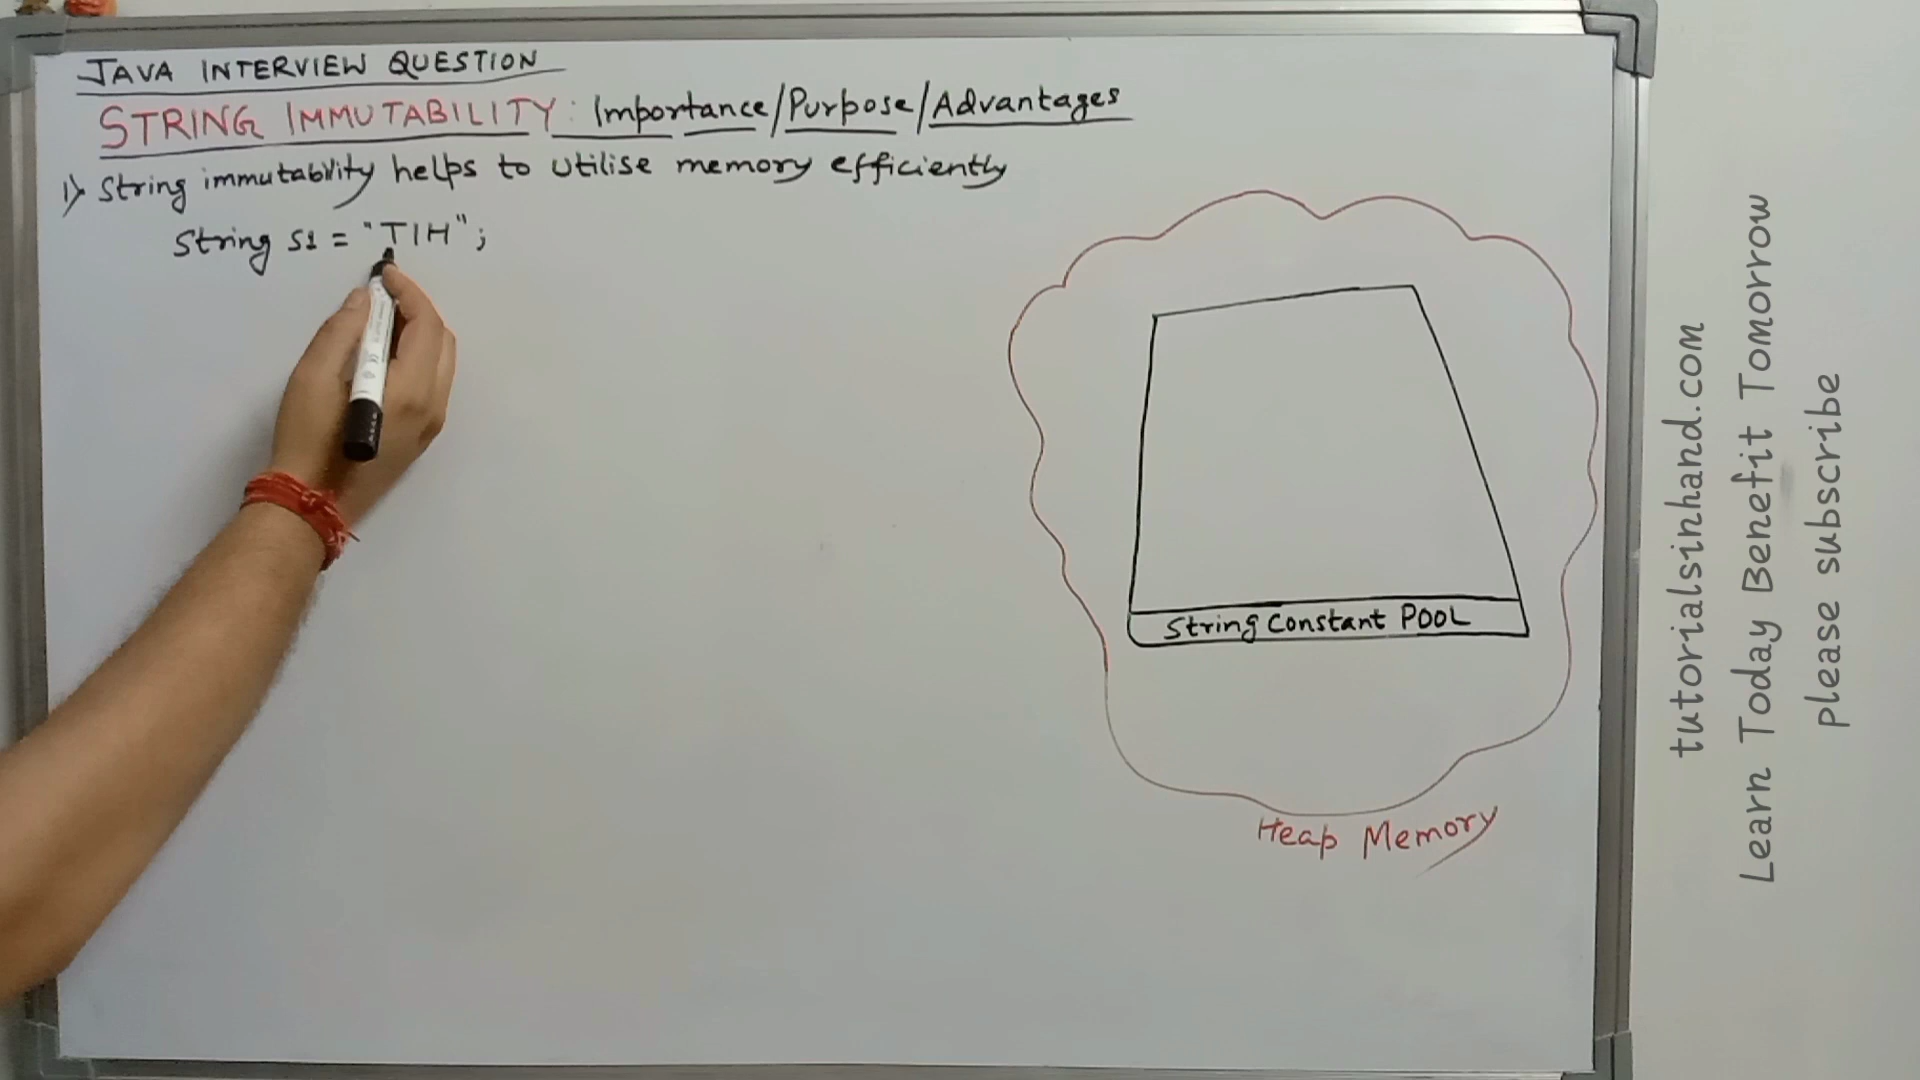 JAVA INTERVIEW QUESTION
STRING IMMUTABILITY: Importance/Purpose/Advantages
1) String immutability helps to utilise memory efficiently
String s1 = "TIH";
String Constant POOL
Heap Memory
tutorialsinhand.com
Learn Today Benefit Tomorrow
please subscribe